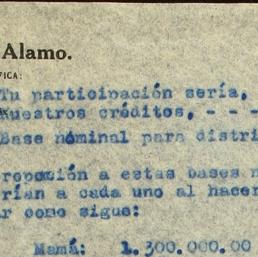 Alamo.
FICA:
Tu participación sería,
Nuestros créditos, - - -
Base nominal para distri
roporción a estas bases n
rían a cada uno al hacer
ar como sigue:
Mamá: 1.300.000.00